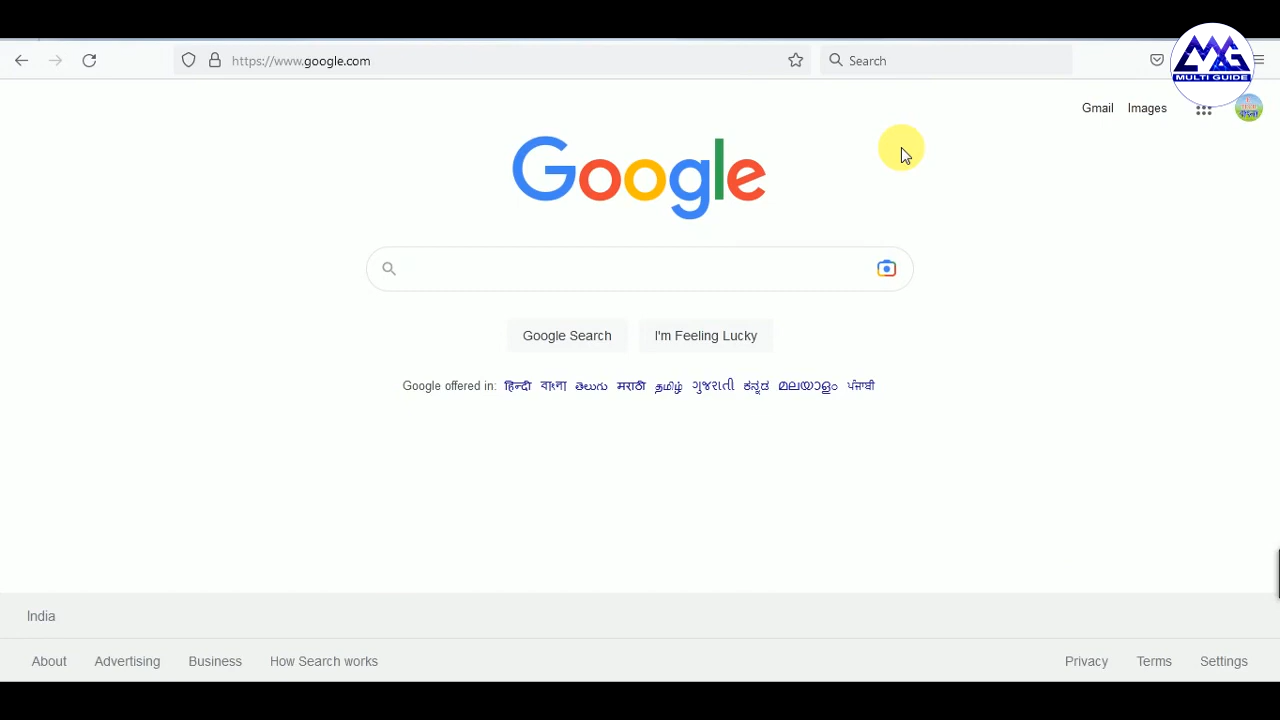 https://www.google.com
Search
MULTI GUIDE
Gmail Images
Google
Google Search I'm Feeling Lucky
Google offered in: हिन्दी বাংলা తెలుగు मराठी தமிழ் ગુજરાતી ಕನ್ನಡ മലയാളം ਪੰਜਾਬੀ
India
About Advertising Business How Search works Privacy Terms Settings